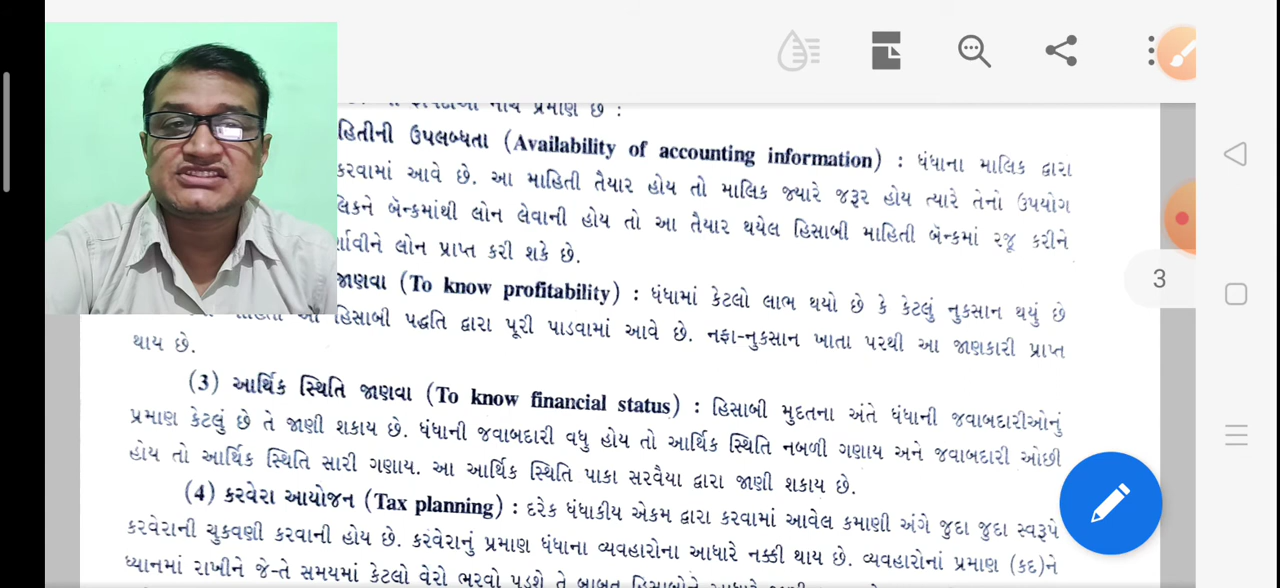 પ્રમાણે છે :
હિતીની ઉપલબ્ધતા (Availability of accounting information) : ધંધાના માલિક દ્વારા
કરવામાં આવે છે. આ માહિતી તૈયાર હોય તો માલિક જ્યારે જરૂર હોય ત્યારે તેનો ઉપયોગ
લિકને બૅન્કમાંથી લોન લેવાની હોય તો આ તૈયાર થયેલ હિસાબી માહિતી બૅન્કમાં રજૂ કરીને
ર્શાવીને લોન પ્રાપ્ત કરી શકે છે.
જાણવા (To know profitability) : ધંધામાં કેટલો લાભ થયો છે કે કેટલું નુકસાન થયું છે
હિસાબી પદ્ધતિ દ્વારા પૂરી પાડવામાં આવે છે. નફા-નુકસાન ખાતા પરથી આ જાણકારી પ્રાપ્ત
થાય છે.
3
(3) આર્થિક સ્થિતિ જાણવા (To know financial status) : હિસાબી મુદતના અંતે ધંધાની જવાબદારીઓનું
પ્રમાણ કેટલું છે તે જાણી શકાય છે. ધંધાની જવાબદારી વધુ હોય તો આર્થિક સ્થિતિ નબળી ગણાય અને જવાબદારી ઓછી
હોય તો આર્થિક સ્થિતિ સારી ગણાય. આ આર્થિક સ્થિતિ પાકા સરવૈયા દ્વારા જાણી શકાય છે.
(4) કરવેરા આયોજન (Tax planning) : દરેક ધંધાકીય એકમ દ્વારા કરવામાં આવેલ કમાણી અંગે જુદા જુદા સ્વરૂપે
કરવેરાની ચુકવણી કરવાની હોય છે. કરવેરાનું પ્રમાણ ધંધાના વ્યવહારોના આધારે નક્કી થાય છે. વ્યવહારોનાં પ્રમાણ (કદ)ને
ધ્યાનમાં રાખીને જે-તે સમયમાં કેટલો વેરો ભરવો પડશે તે બાબત